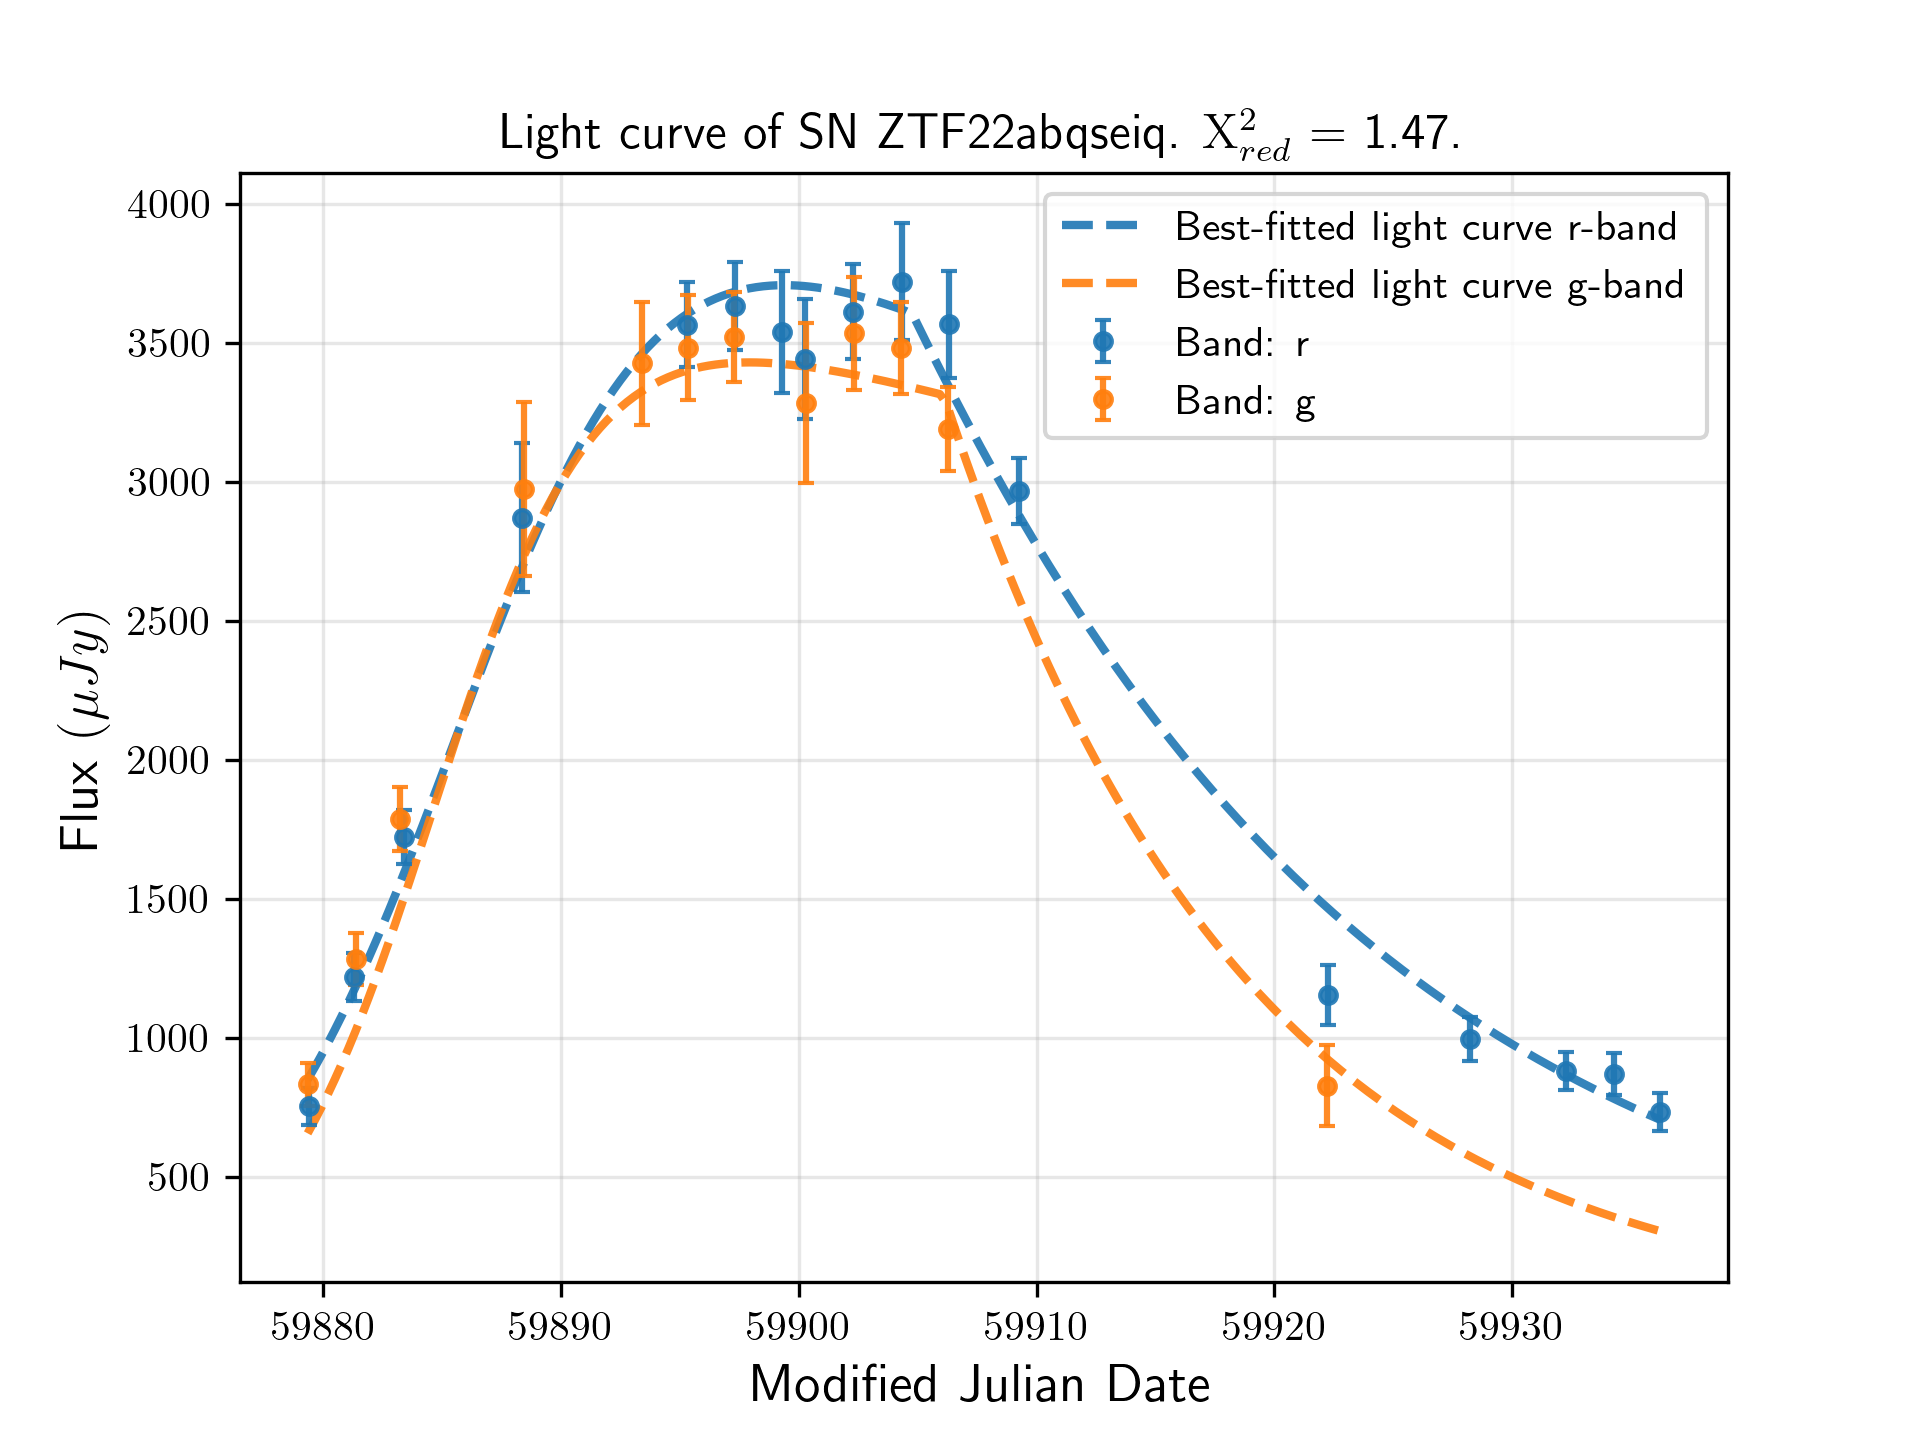 Light curve of SN ZTF22abqseiq. X²_red = 1.47.
Best-fitted light curve r-band
Best-fitted light curve g-band
Band: r
Band: g
4000
3500
3000
2500
2000
1500
1000
500
Flux (μJy)
59880 59890 59900 59910 59920 59930
Modified Julian Date